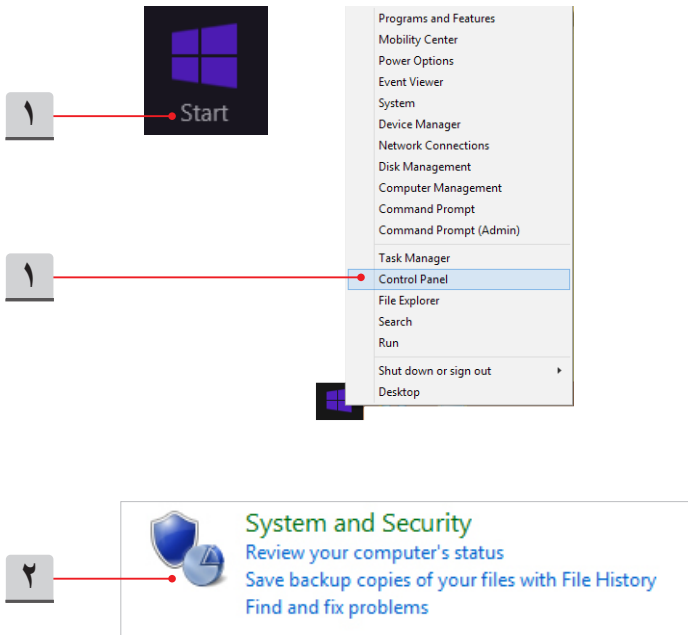 Start
١
Programs and Features
Mobility Center
Power Options
Event Viewer
System
Device Manager
Network Connections
Disk Management
Computer Management
Command Prompt
Command Prompt (Admin)
Task Manager
١
Control Panel
File Explorer
Search
Run
Shut down or sign out
Desktop
٢
System and Security
Review your computer's status
Save backup copies of your files with File History
Find and fix problems